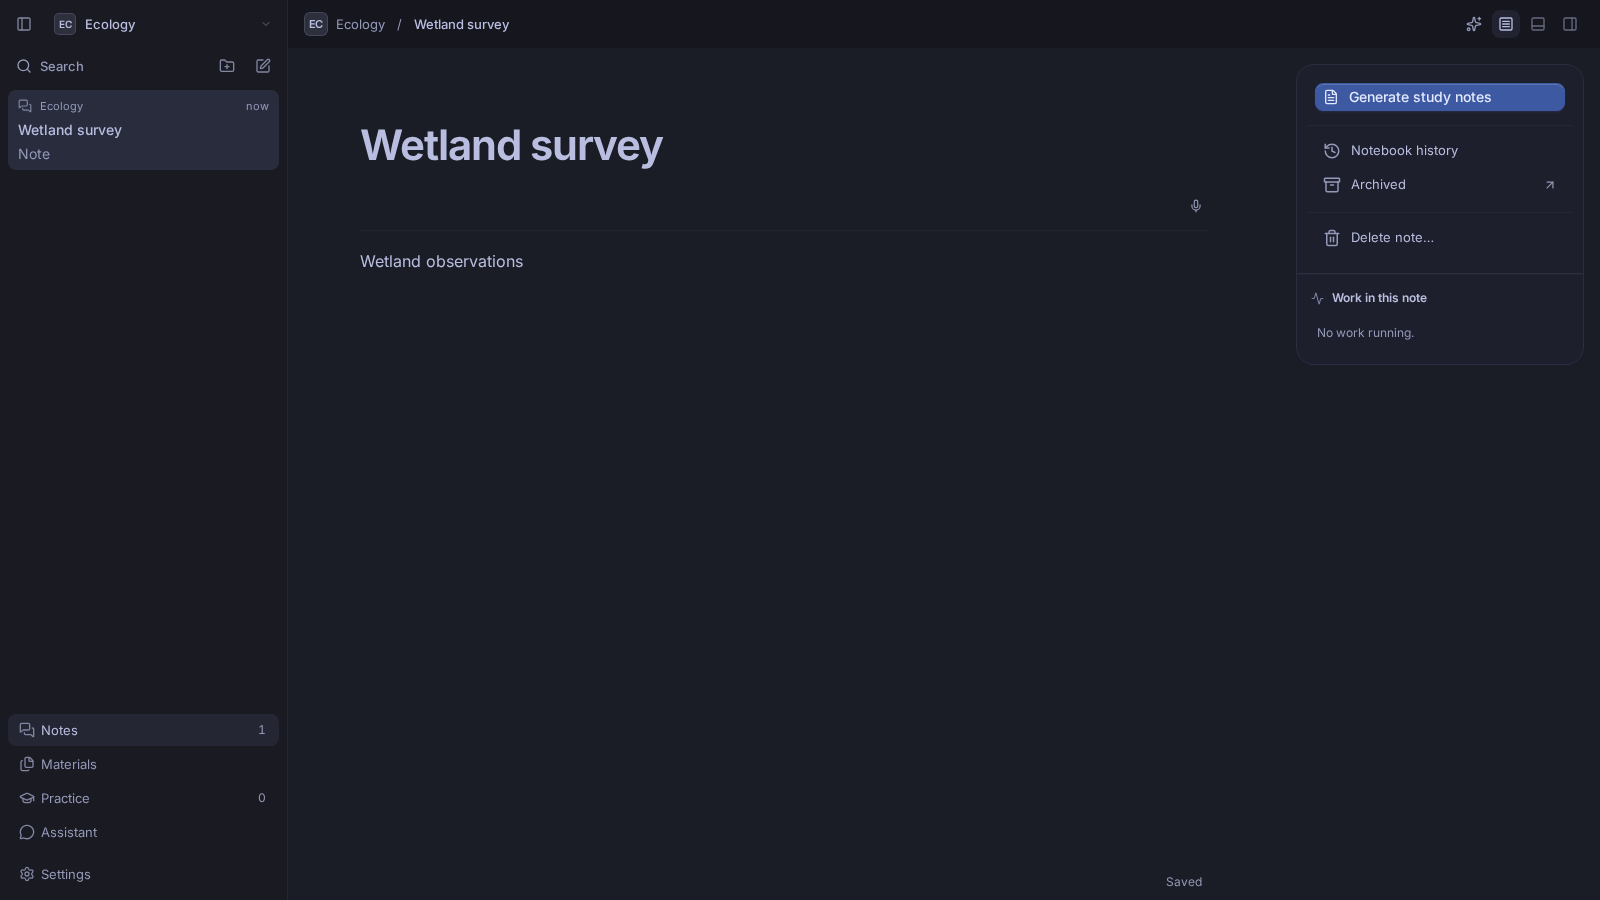 EC Ecology
Search
Ecology now
Wetland survey
Note
Notes 1
Materials
Practice 0
Assistant
Settings
EC Ecology / Wetland survey
Wetland survey
Wetland observations
Saved
Generate study notes
Notebook history
Archived
Delete note...
Work in this note
No work running.